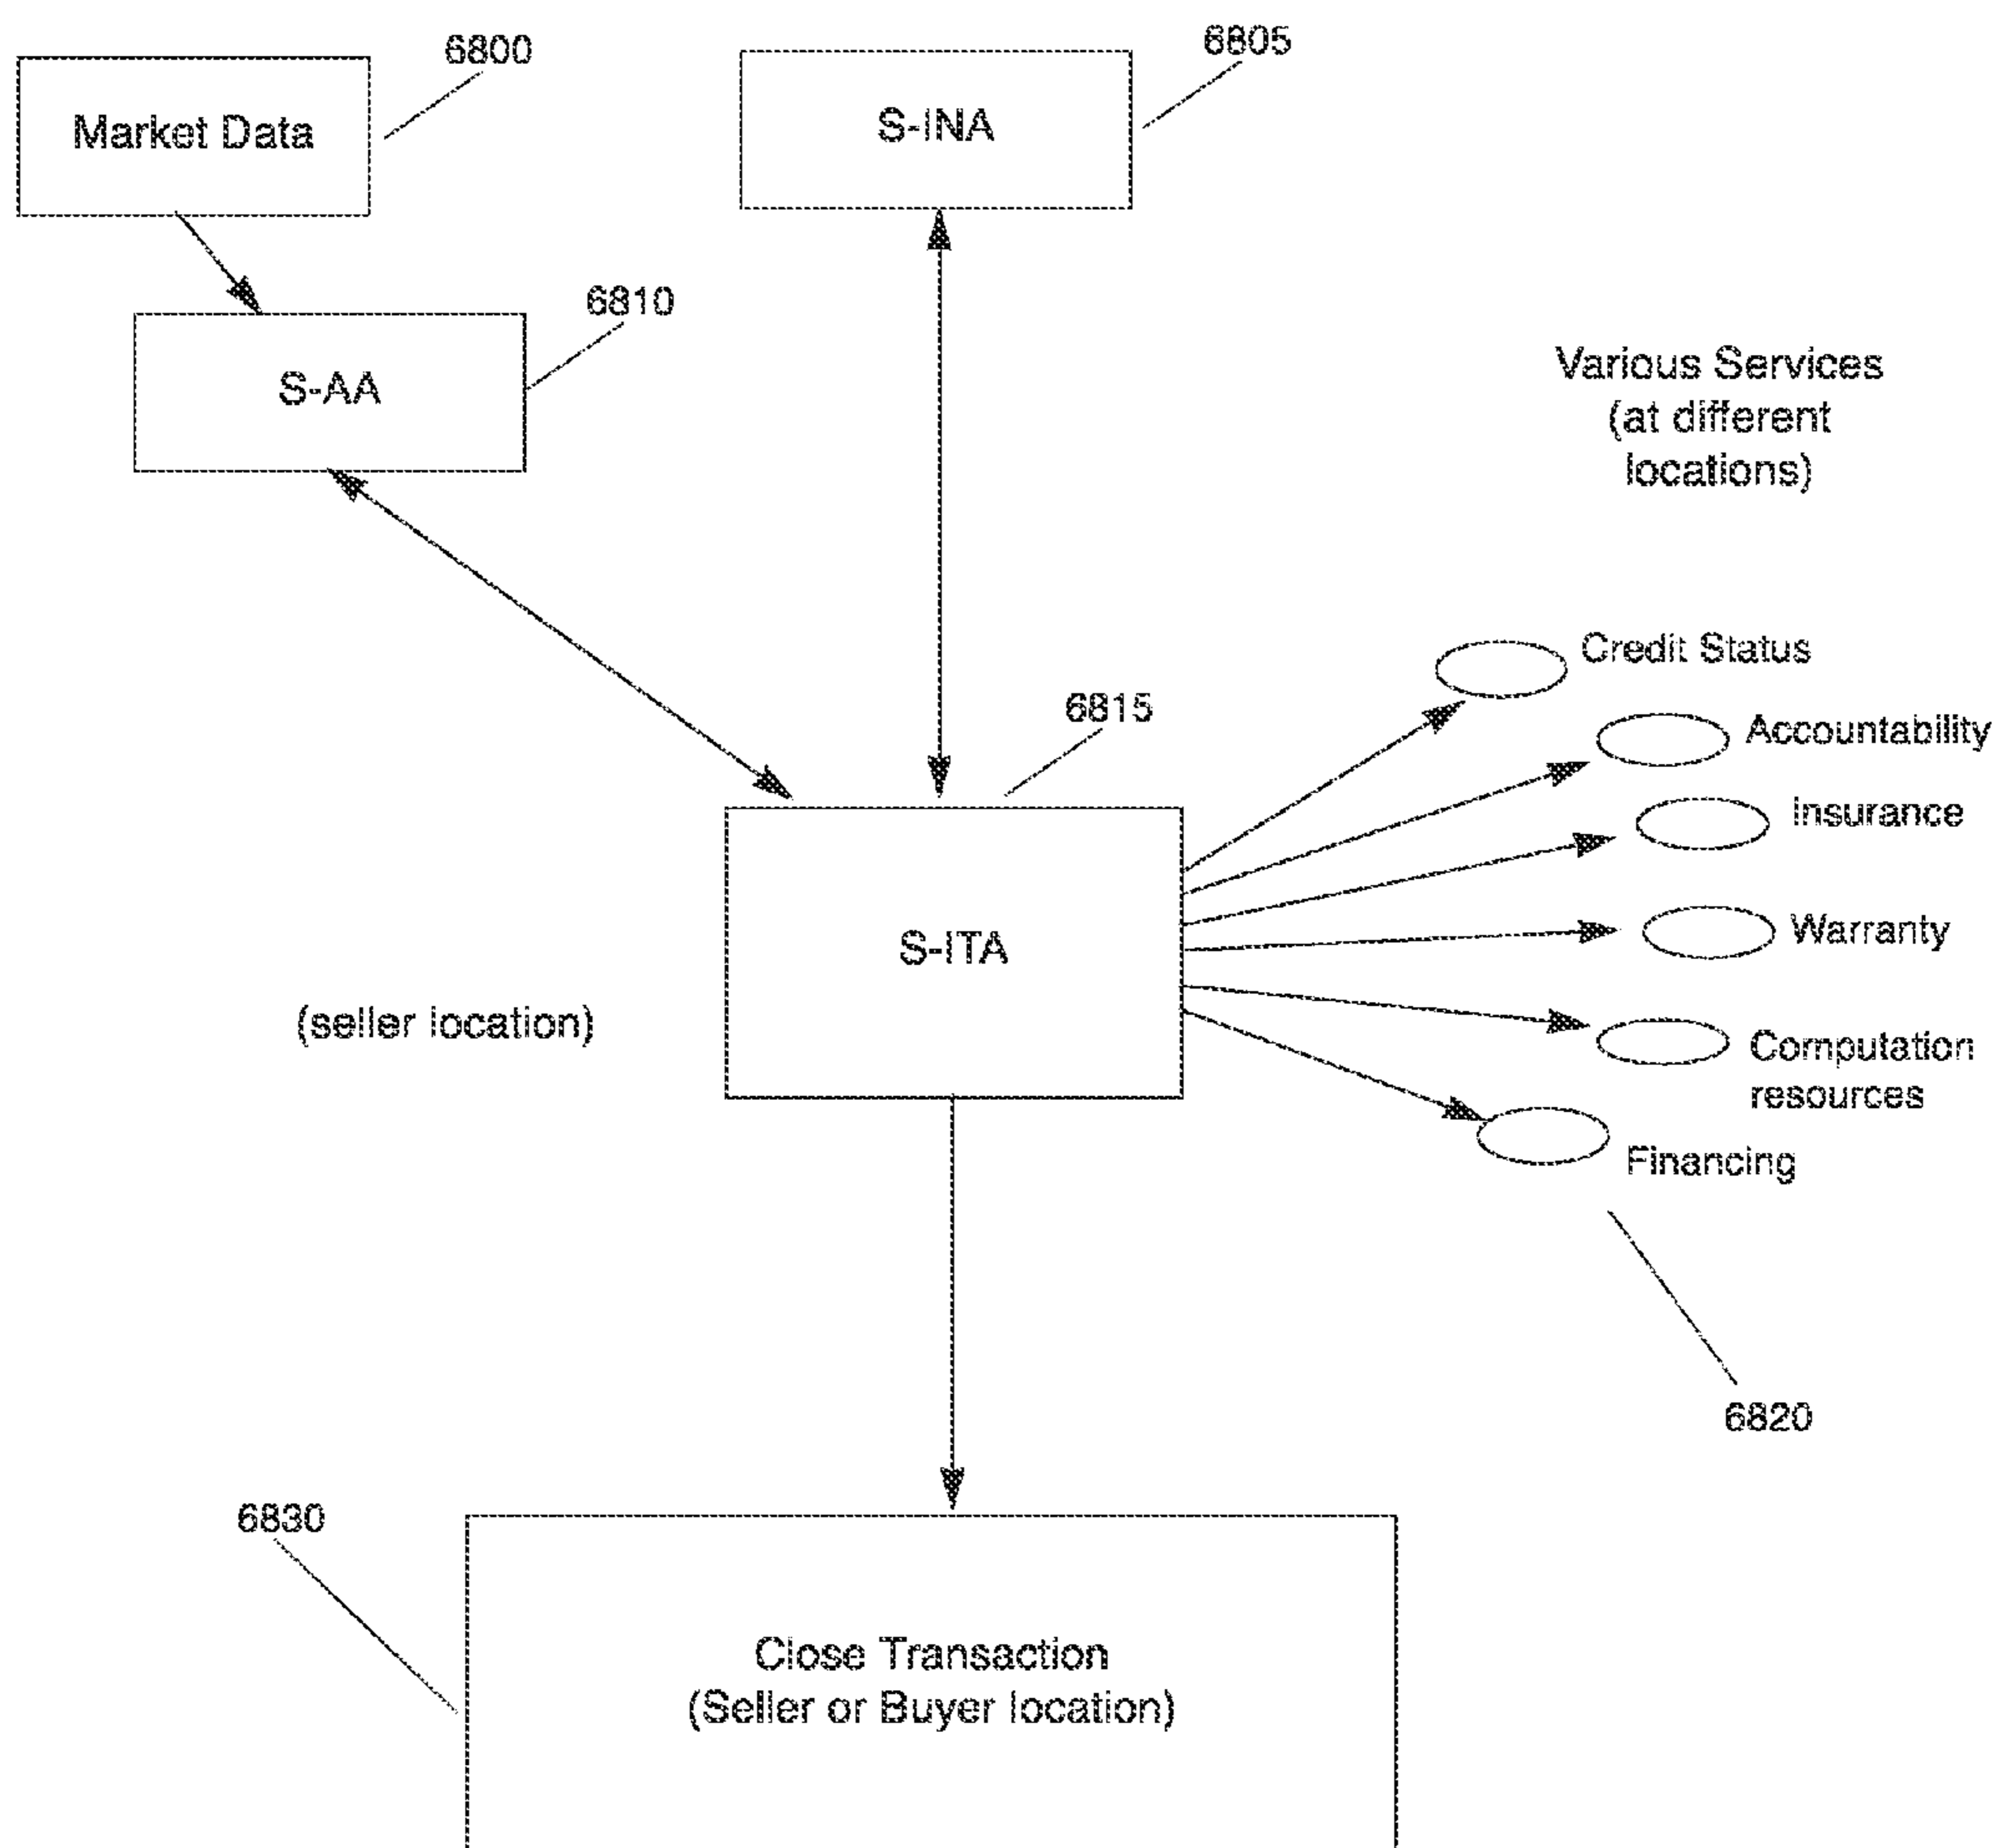 6800
6805
Market Data
S-INA
6810
S-AA
Various Services
(at different
locations)
Credit Status
6815
Accountability
Insurance
S-ITA
Warranty
(seller location)
Computation
resources
Financing
6820
6830
Close Transaction
(Seller or Buyer location)